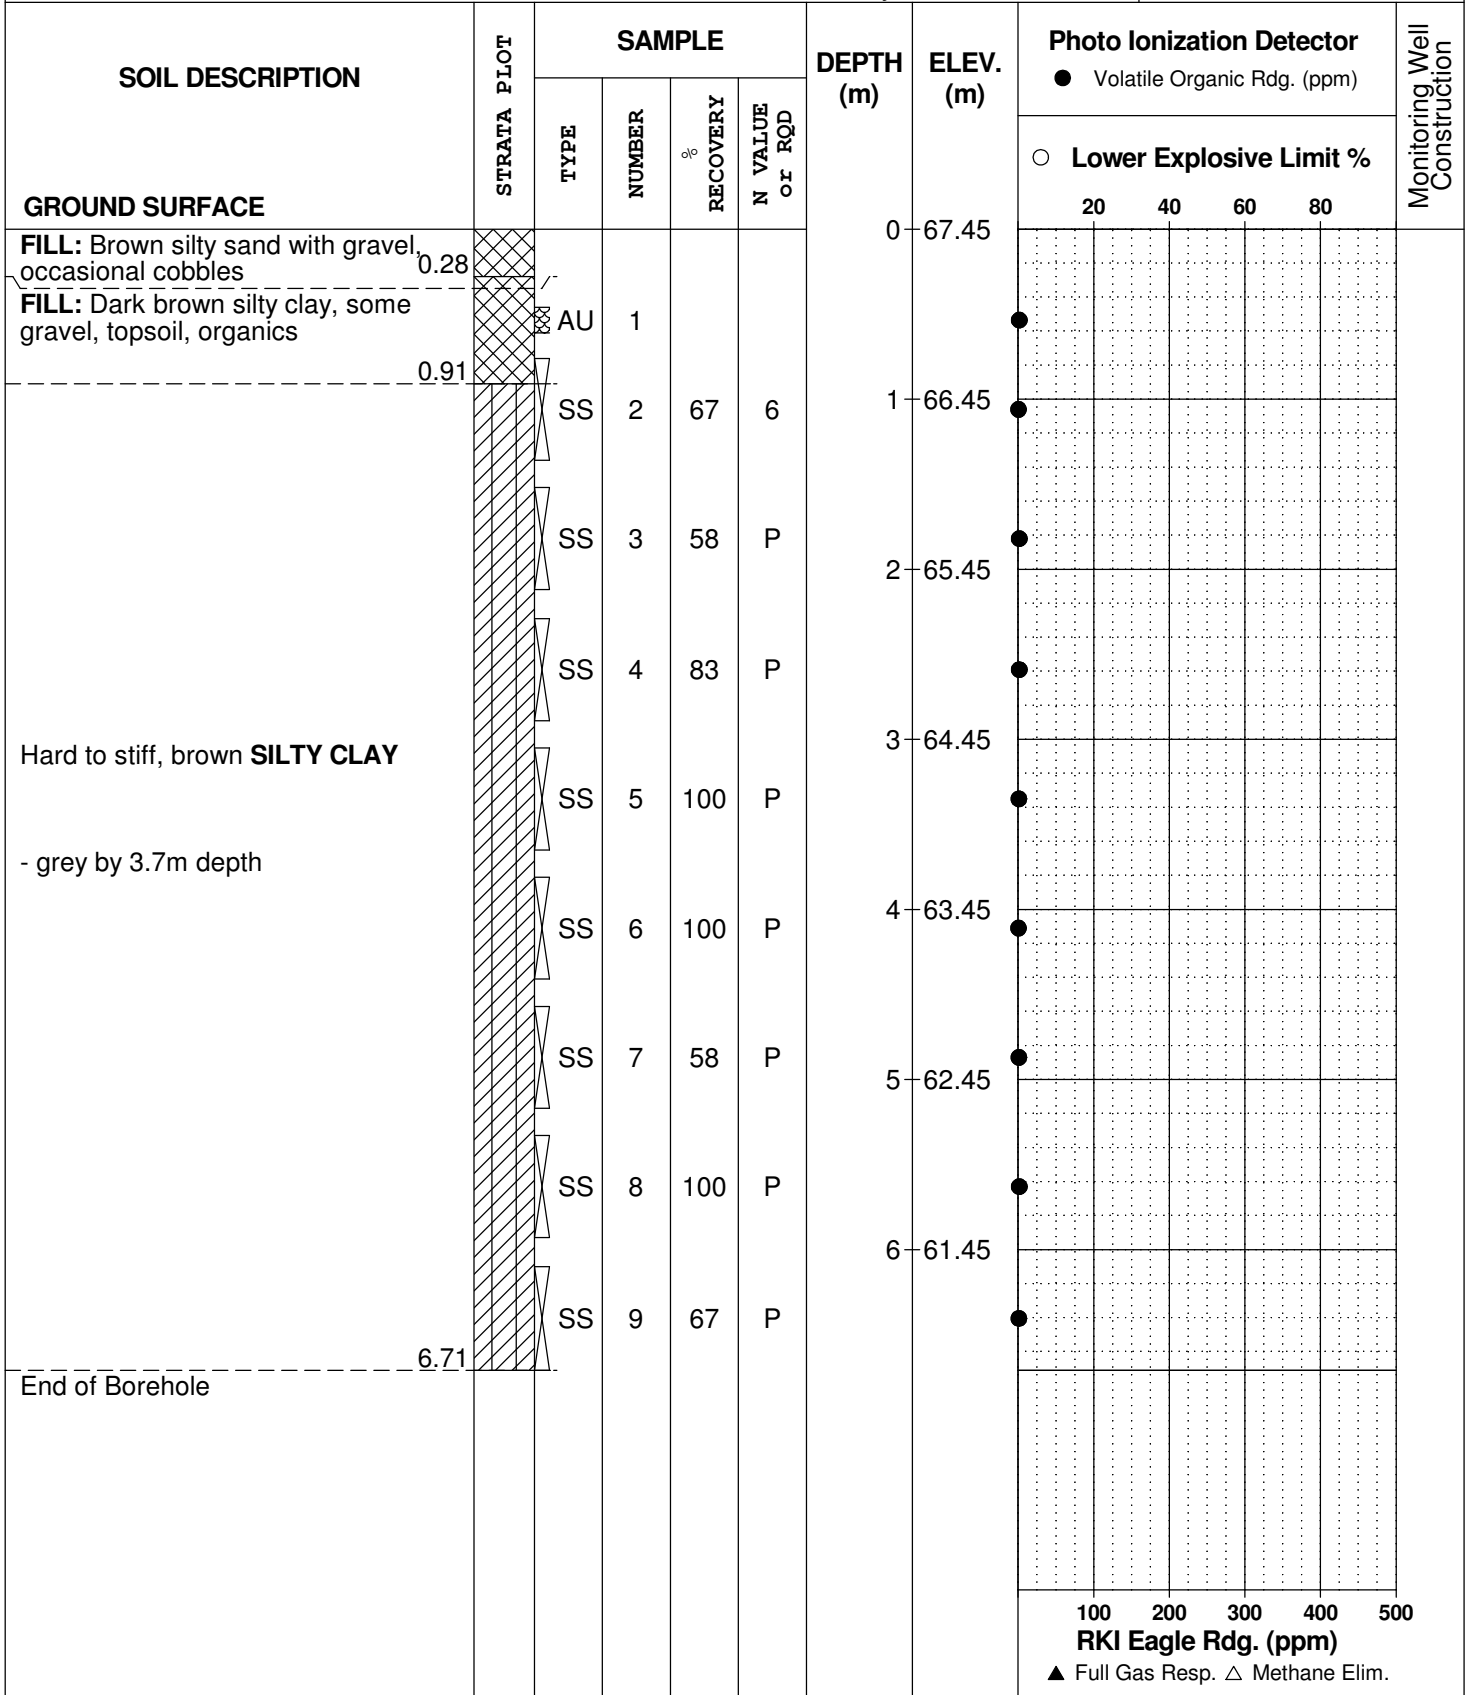 SOIL DESCRIPTION
GROUND SURFACE
STRATA PLOT
SAMPLE
TYPE
NUMBER
%
RECOVERY
N VALUE
or RQD
DEPTH
(m)
ELEV.
(m)
Photo Ionization Detector
● Volatile Organic Rdg. (ppm)
○ Lower Explosive Limit %
20 40 60 80
Monitoring Well
Construction
0 67.45
FILL: Brown silty sand with gravel,
occasional cobbles 0.28
FILL: Dark brown silty clay, some
gravel, topsoil, organics
AU 1
0.91
SS 2 67 6
1 66.45
SS 3 58 P
2 65.45
SS 4 83 P
3 64.45
Hard to stiff, brown SILTY CLAY
SS 5 100 P
- grey by 3.7m depth
4 63.45
SS 6 100 P
SS 7 58 P
5 62.45
SS 8 100 P
6 61.45
SS 9 67 P
6.71
End of Borehole
100 200 300 400 500
RKI Eagle Rdg. (ppm)
▲ Full Gas Resp. △ Methane Elim.